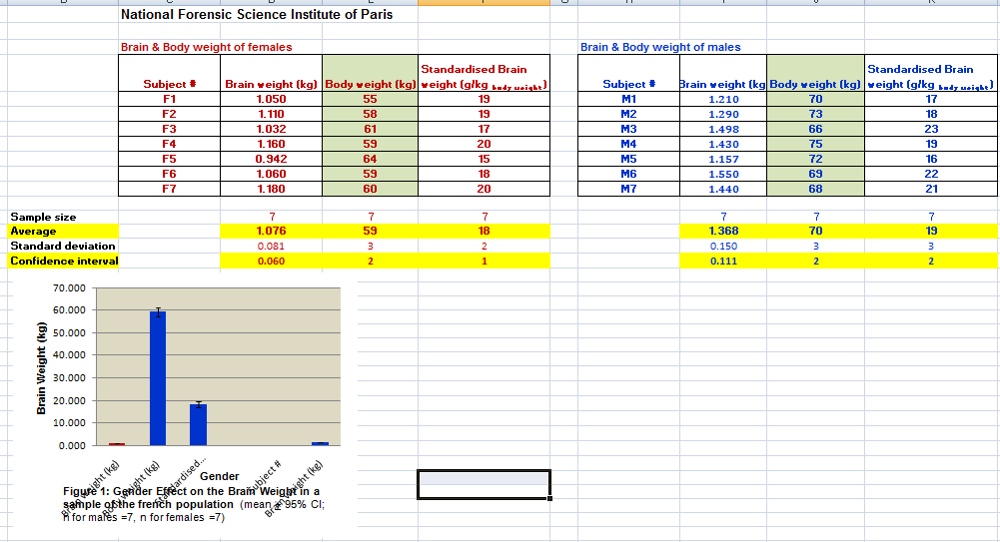 National Forensic Science Institute of Paris
Brain & Body weight of females Brain & Body weight of males
Standardised Brain Standardised Brain
Subject # Brain weight (kg) Body weight (kg) weight (g/kg body weight) Subject # Brain weight (kg Body weight (kg) weight (g/kg body weight)
F1 1.050 55 19 M1 1.210 70 17
F2 1.110 58 19 M2 1.290 73 18
F3 1.032 61 17 M3 1.498 66 23
F4 1.160 59 20 M4 1.430 75 19
F5 0.942 64 15 M5 1.157 72 16
F6 1.060 59 18 M6 1.550 69 22
F7 1.180 60 20 M7 1.440 68 21
Sample size 7 7 7 7 7 7
Average 1.076 59 18 1.368 70 19
Standard deviation 0.081 3 2 0.150 3 3
Confidence interval 0.060 2 1 0.111 2 2
70.000
60.000
50.000
40.000
30.000
20.000
10.000
0.000
Brain Weight (kg)
Brain weight (kg)
Body weight (kg)
Standardised...
Subject #
Brain weight (kg)
Gender
Figure 1: Gender Effect on the Brain Weight in a
sample of the french population (mean ± 95% CI;
n for males =7, n for females =7)